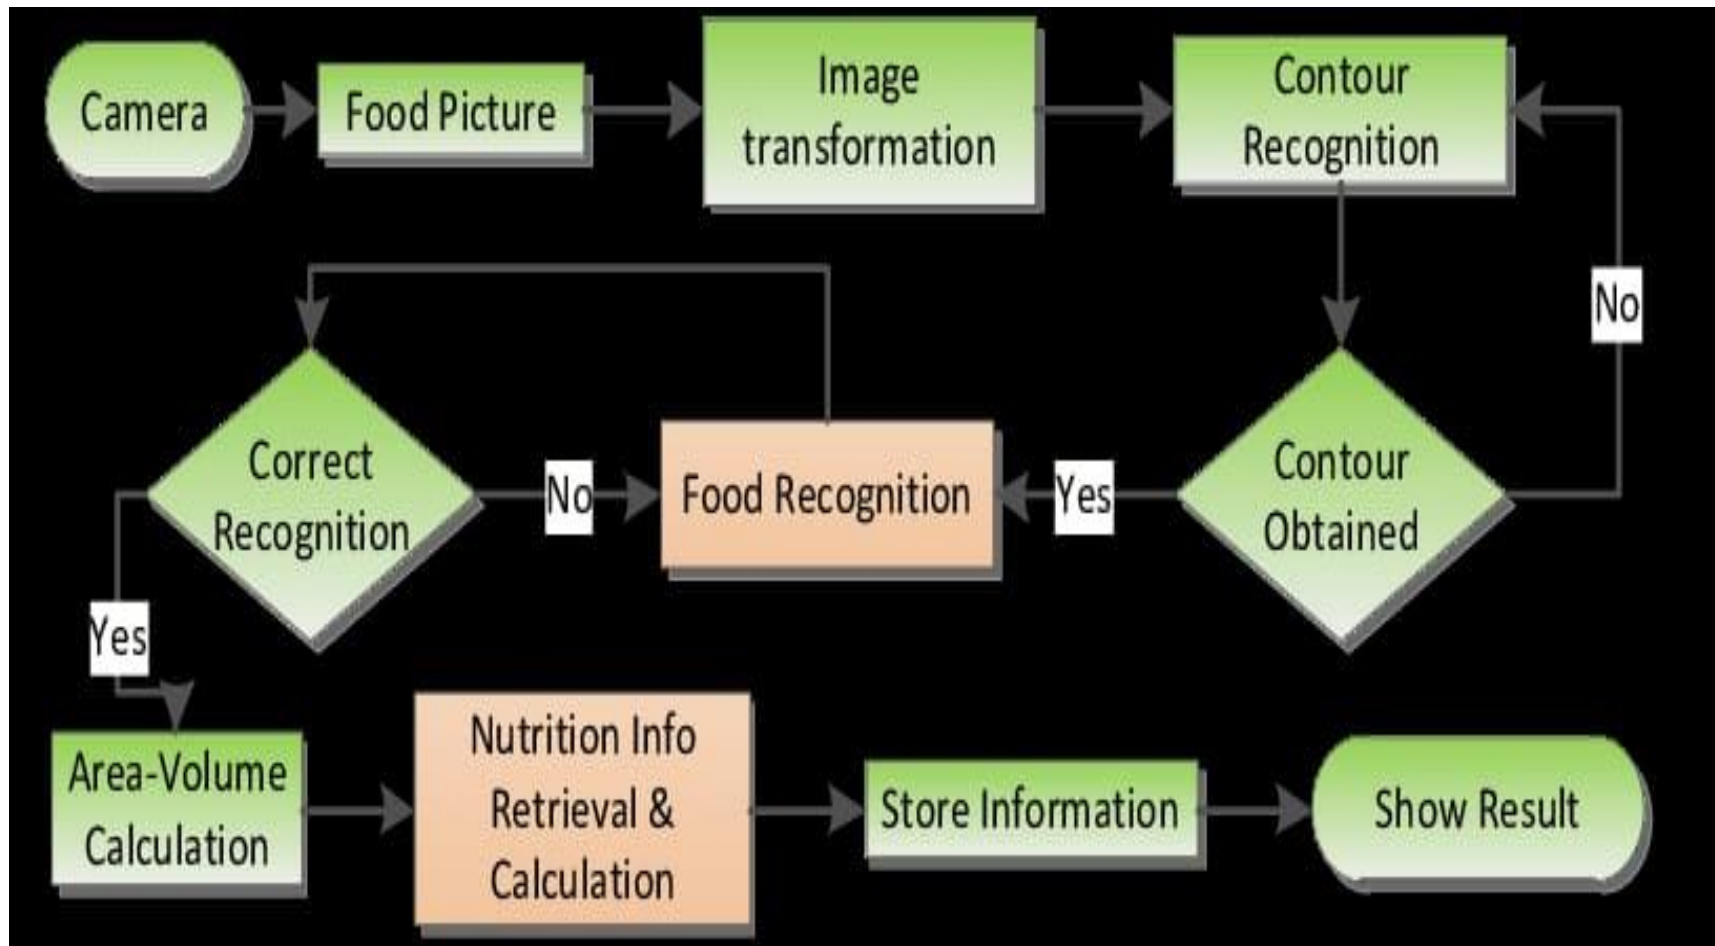 Camera
Food Picture
Image
transformation
Contour
Recognition
No
Correct
Recognition
No
Food Recognition
Yes
Contour
Obtained
Yes
Area-Volume
Calculation
Nutrition Info
Retrieval &
Calculation
Store Information
Show Result